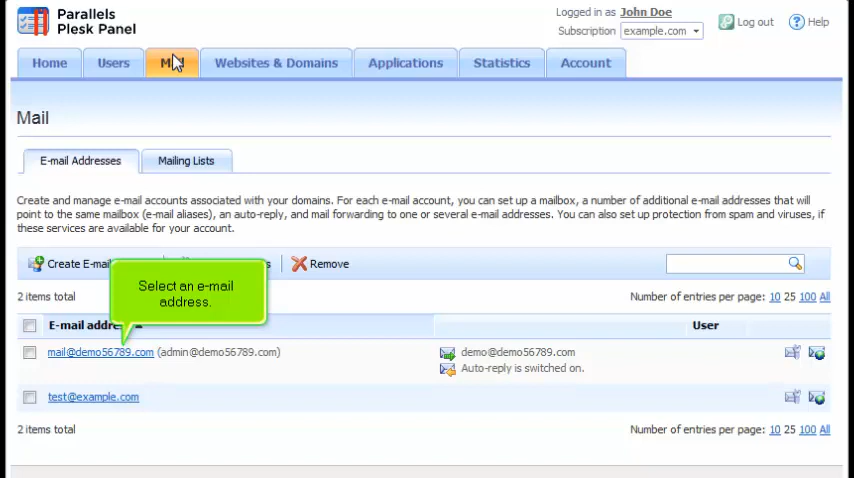 Parallels
Plesk Panel
Logged in as John Doe
Subscription example.com
Log out
Help
Home Users Websites & Domains Applications Statistics Account
Mail
E-mail Addresses Mailing Lists
Create and manage e-mail accounts associated with your domains. For each e-mail account, you can set up a mailbox, a number of additional e-mail addresses that will
point to the same mailbox (e-mail aliases), an auto-reply, and mail forwarding to one or several e-mail addresses. You can also set up protection from spam and viruses, if
these services are available for your account.
Create Remove
Select an e-mail
address.
2 items total Number of entries per page: 10 25 100 All
E-mail User
mail@demo56789.com (admin@demo56789.com) demo@demo56789.com
Auto-reply is switched on.
test@example.com
2 items total Number of entries per page: 10 25 100 All